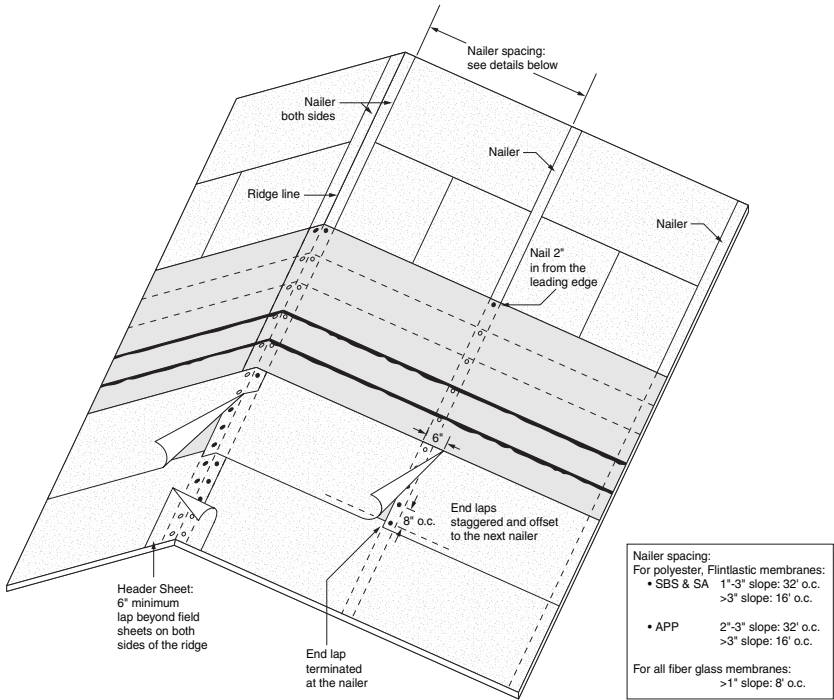 Nailer spacing:
see details below
Nailer
both sides
Nailer
Ridge line
Nailer
Nail 2"
in from the
leading edge
6"
8" o.c.
End laps
staggered and offset
to the next nailer
Header Sheet:
6" minimum
lap beyond field
sheets on both
sides of the ridge
End lap
terminated
at the nailer
Nailer spacing:
For polyester, Flintlastic membranes:
• SBS & SA 1"-3" slope: 32' o.c.
>3" slope: 16' o.c.
• APP 2"-3" slope: 32' o.c.
>3" slope: 16' o.c.
For all fiber glass membranes:
>1" slope: 8' o.c.